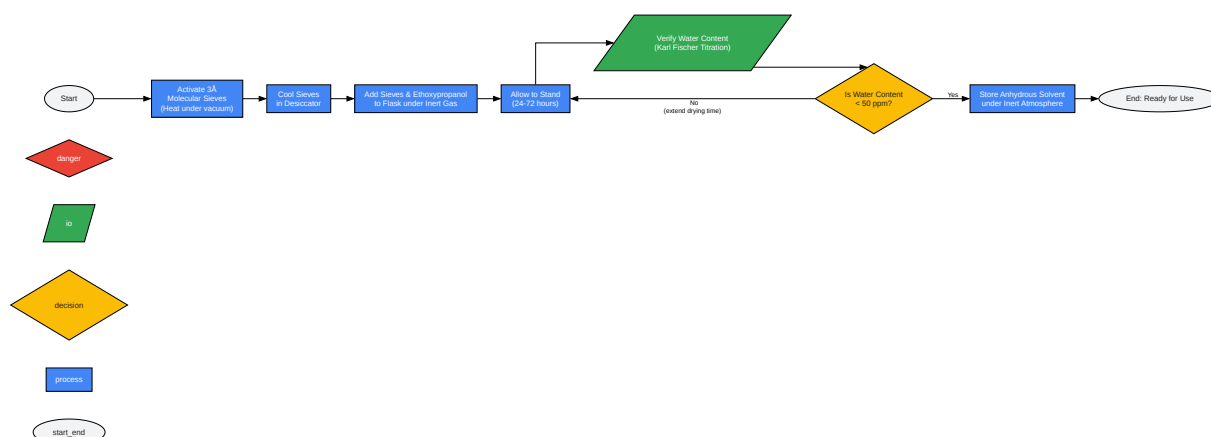 Start
Activate 3Å
Molecular Sieves
(Heat under vacuum)
Cool Sieves
in Desiccator
Add Sieves & Ethoxypropanol
to Flask under Inert Gas
Allow to Stand
(24-72 hours)
Verify Water Content
(Karl Fischer Titration)
No
(extend drying time)
Is Water Content
< 50 ppm?
Yes
Store Anhydrous Solvent
under Inert Atmosphere
End: Ready for Use
danger
io
decision
process
start_end